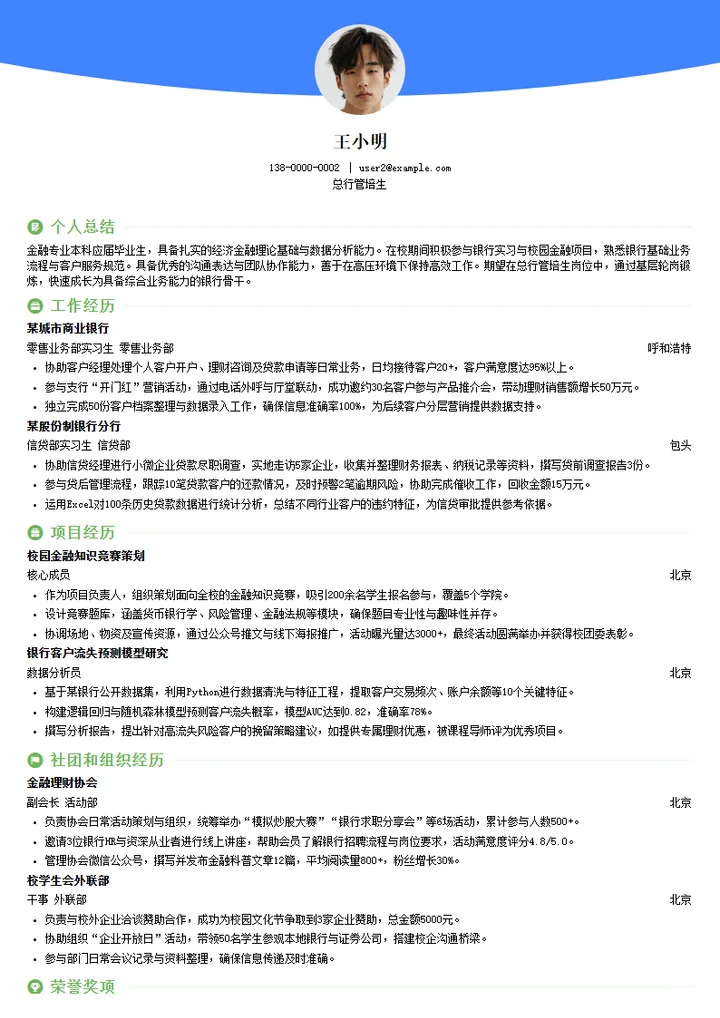 王小明
138-0000-0002 | user2@example.com
总行管培生
个人总结
金融专业本科应届毕业生，具备扎实的经济金融理论基础与数据分析能力。在校期间积极参与银行实习与校园金融项目，熟悉银行基础业务
流程与客户服务规范。具备优秀的沟通表达与团队协作能力，善于在高压环境下保持高效工作。期望在总行管培生岗位中，通过基层轮岗锻
炼，快速成长为具备综合业务能力的银行骨干。
工作经历
某城市商业银行
零售业务部实习生 零售业务部 呼和浩特
• 协助客户经理处理个人客户开户、理财咨询及贷款申请等日常业务，日均接待客户20+，客户满意度达95%以上。
• 参与支行“开门红”营销活动，通过电话外呼与厅堂联动，成功邀约30名客户参与产品推介会，带动理财销售额增长50万元。
• 独立完成50份客户档案整理与数据录入工作，确保信息准确率100%，为后续客户分层营销提供数据支持。
某股份制银行分行
信贷部实习生 信贷部 包头
• 协助信贷经理进行小微企业贷款尽职调查，实地走访5家企业，收集并整理财务报表、纳税记录等资料，撰写贷前调查报告3份。
• 参与贷后管理流程，跟踪10笔贷款客户的还款情况，及时预警2笔逾期风险，协助完成催收工作，回收金额15万元。
• 运用Excel对100条历史贷款数据进行统计分析，总结不同行业客户的违约特征，为信贷审批提供参考依据。
项目经历
校园金融知识竞赛策划
核心成员 北京
• 作为项目负责人，组织策划面向全校的金融知识竞赛，吸引200余名学生报名参与，覆盖5个学院。
• 设计竞赛题库，涵盖货币银行学、风险管理、金融法规等模块，确保题目专业性与趣味性并存。
• 协调场地、物资及宣传资源，通过公众号推文与线下海报推广，活动曝光量达3000+，最终活动圆满举办并获得校团委表彰。
银行客户流失预测模型研究
数据分析员 北京
• 基于某银行公开数据集，利用Python进行数据清洗与特征工程，提取客户交易频次、账户余额等10个关键特征。
• 构建逻辑回归与随机森林模型预测客户流失概率，模型AUC达到0.82，准确率78%。
• 撰写分析报告，提出针对高流失风险客户的挽留策略建议，如提供专属理财优惠，被课程导师评为优秀项目。
社团和组织经历
金融理财协会
副会长 活动部 北京
• 负责协会日常活动策划与组织，统筹举办“模拟炒股大赛”“银行求职分享会”等6场活动，累计参与人数500+。
• 邀请3位银行HR与资深从业者进行线上讲座，帮助会员了解银行招聘流程与岗位要求，活动满意度评分4.8/5.0。
• 管理协会微信公众号，撰写并发布金融科普文章12篇，平均阅读量800+，粉丝增长30%。
校学生会外联部
干事 外联部 北京
• 负责与校外企业洽谈赞助合作，成功为校园文化节争取到3家企业赞助，总金额5000元。
• 协助组织“企业开放日”活动，带领50名学生参观本地银行与证券公司，搭建校企沟通桥梁。
• 参与部门日常会议记录与资料整理，确保信息传递及时准确。
荣誉奖项